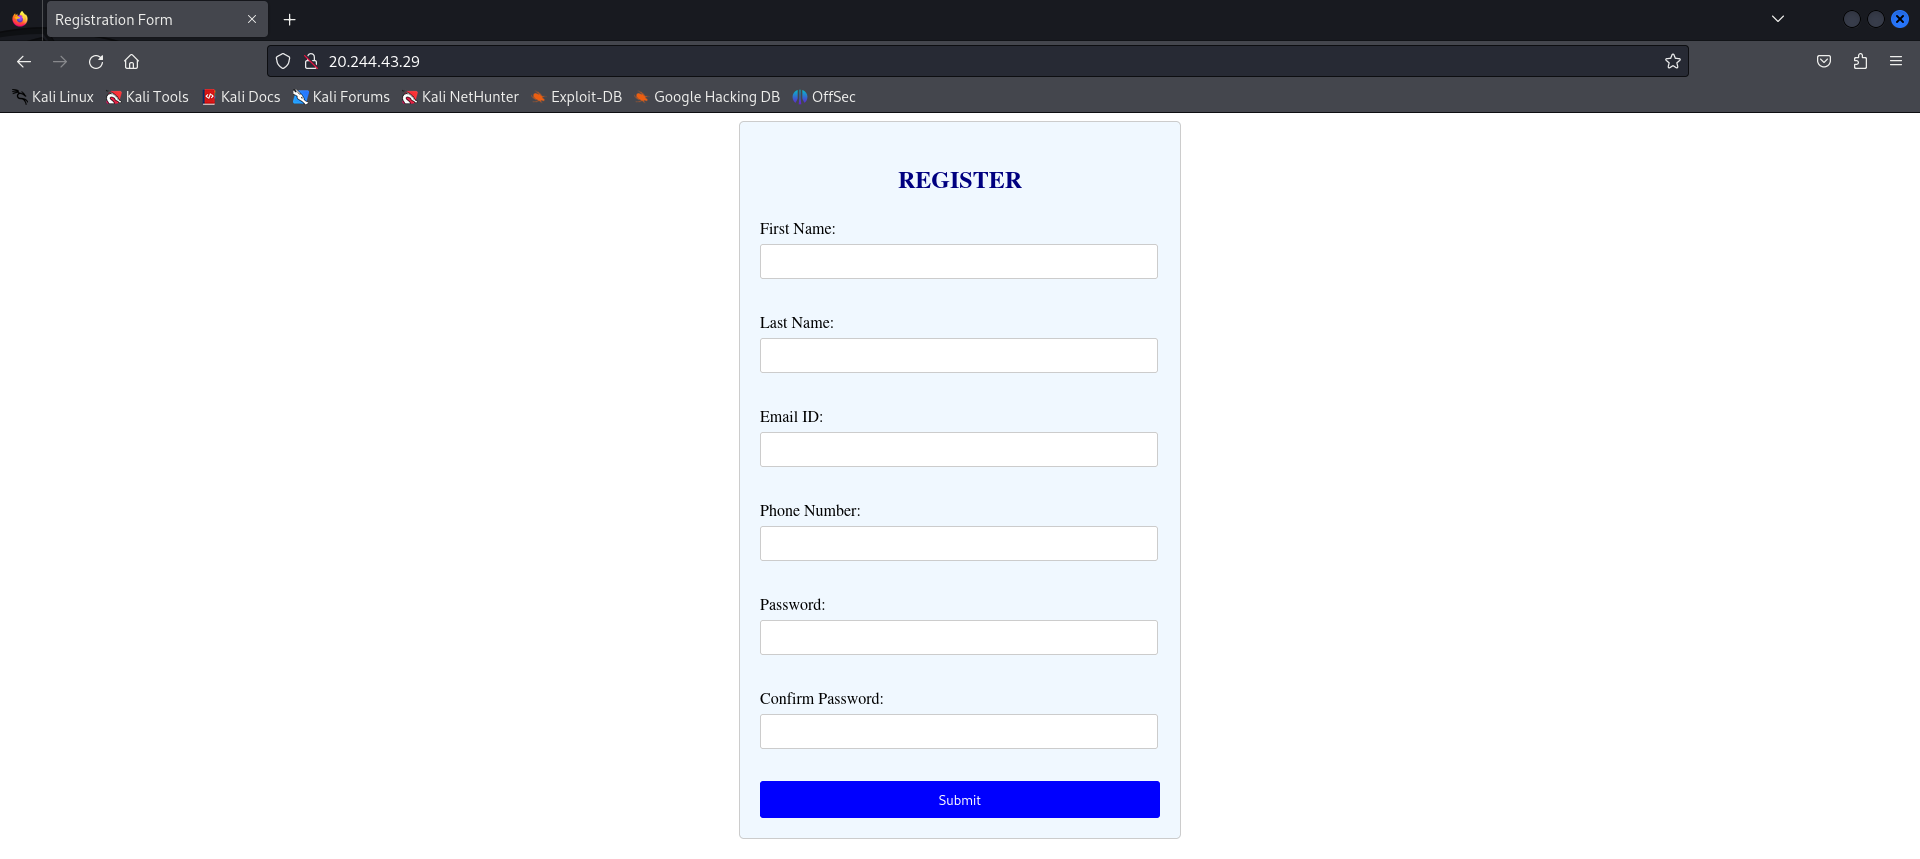 Registration Form
20.244.43.29
Kali Linux Kali Tools Kali Docs Kali Forums Kali NetHunter Exploit-DB Google Hacking DB OffSec
REGISTER
First Name:
Last Name:
Email ID:
Phone Number:
Password:
Confirm Password:
Submit